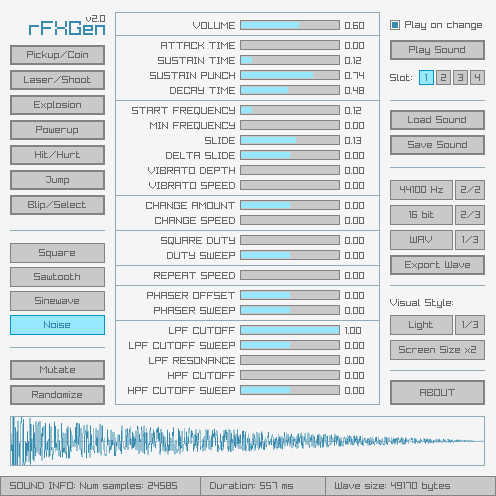 rFXGen v2.0
Pickup/Coin
Laser/Shoot
Explosion
Powerup
Hit/Hurt
Jump
Blip/Select
Square
Sawtooth
Sinewave
Noise
Mutate
Randomize
VOLUME 0.60
ATTACK TIME 0.00
SUSTAIN TIME 0.12
SUSTAIN PUNCH 0.74
DECAY TIME 0.48
START FREQUENCY 0.12
MIN FREQUENCY 0.00
SLIDE 0.13
DELTA SLIDE 0.00
VIBRATO DEPTH 0.00
VIBRATO SPEED 0.00
CHANGE AMOUNT 0.00
CHANGE SPEED 0.00
SQUARE DUTY 0.00
DUTY SWEEP 0.00
REPEAT SPEED 0.00
PHASER OFFSET 0.00
PHASER SWEEP 0.00
LPF CUTOFF 1.00
LPF CUTOFF SWEEP 0.00
LPF RESONANCE 0.00
HPF CUTOFF 0.00
HPF CUTOFF SWEEP 0.00
Play on change
Play Sound
Slot: 1 2 3 4
Load Sound
Save Sound
44100 Hz 2/2
16 bit 2/3
WAV 1/3
Export Wave
Visual Style:
Light 1/3
Screen Size x2
ABOUT
SOUND INFO: Num samples: 24585 Duration: 557 ms Wave size: 49170 bytes